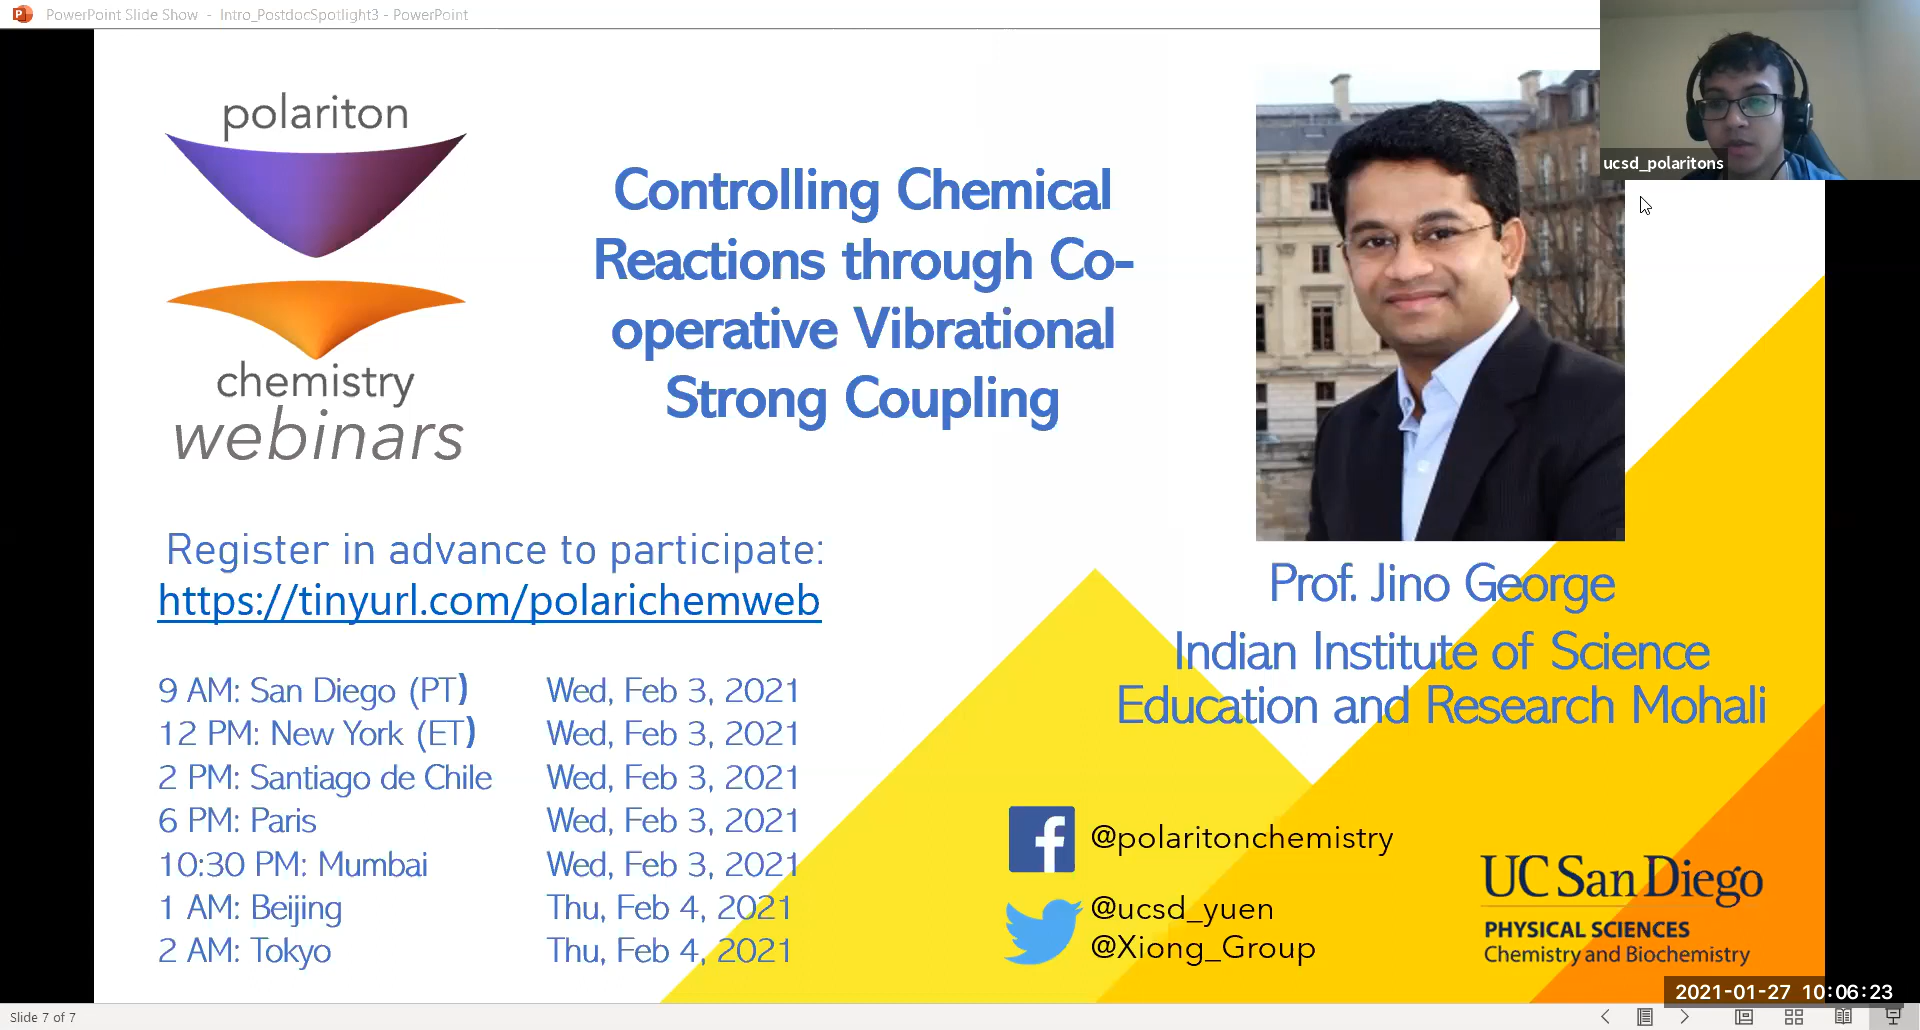 PowerPoint Slide Show - Intro_PostdocSpotlight3 - PowerPoint
ucsd_polaritons
polariton
chemistry
webinars
Controlling Chemical
Reactions through Co-
operative Vibrational
Strong Coupling
Register in advance to participate:
https://tinyurl.com/polarichemweb
9 AM: San Diego (PT) Wed, Feb 3, 2021
12 PM: New York (ET) Wed, Feb 3, 2021
2 PM: Santiago de Chile Wed, Feb 3, 2021
6 PM: Paris Wed, Feb 3, 2021
10:30 PM: Mumbai Wed, Feb 3, 2021
1 AM: Beijing Thu, Feb 4, 2021
2 AM: Tokyo Thu, Feb 4, 2021
Prof. Jino George
Indian Institute of Science
Education and Research Mohali
@polaritonchemistry
@ucsd_yuen
@Xiong_Group
UC San Diego
PHYSICAL SCIENCES
Chemistry and Biochemistry
2021-01-27 10:06:23
Slide 7 of 7